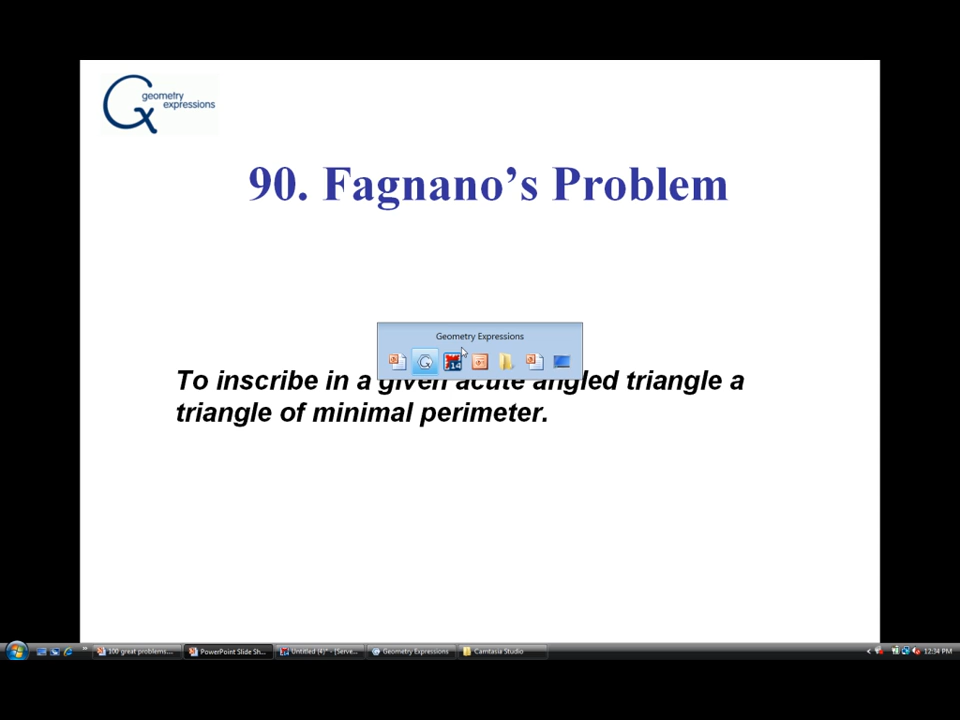 geometry
expressions
90. Fagnano's Problem
Geometry Expressions
14
To inscribe in a given acute angled triangle a
triangle of minimal perimeter.
100 great problems... PowerPoint Slide Sh... Untitled (4)* - [Serve... Geometry Expressions Camtasia Studio 12:34 PM